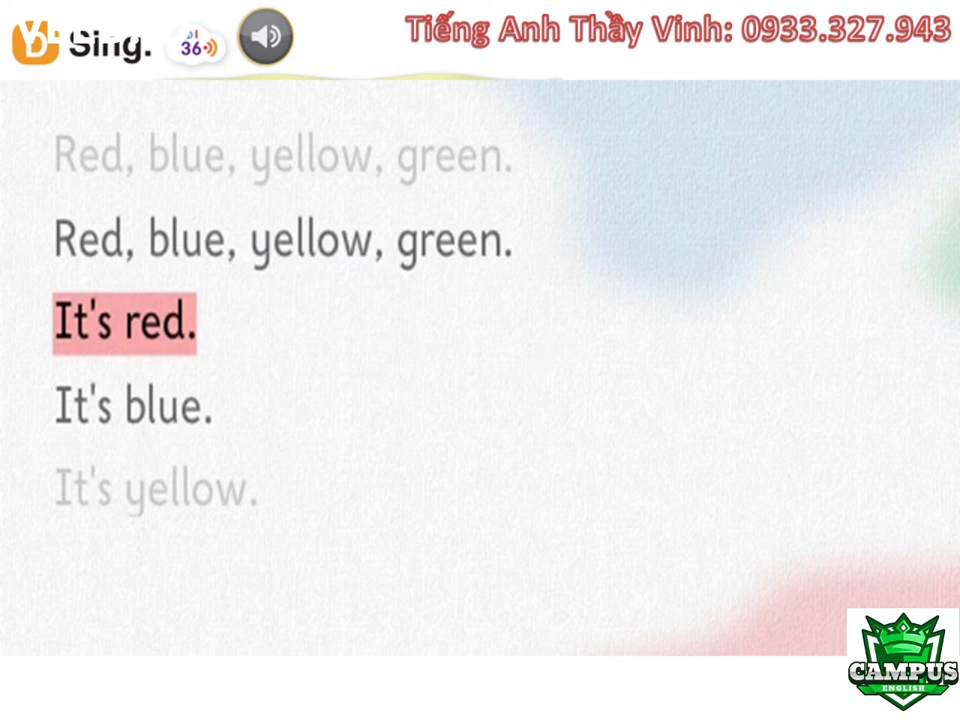 Sing.
36
Tiếng Anh Thầy Vinh: 0933.327.943
Red, blue, yellow, green.
Red, blue, yellow, green.
It's red.
It's blue.
It's yellow.
CAMPUS
ENGLISH